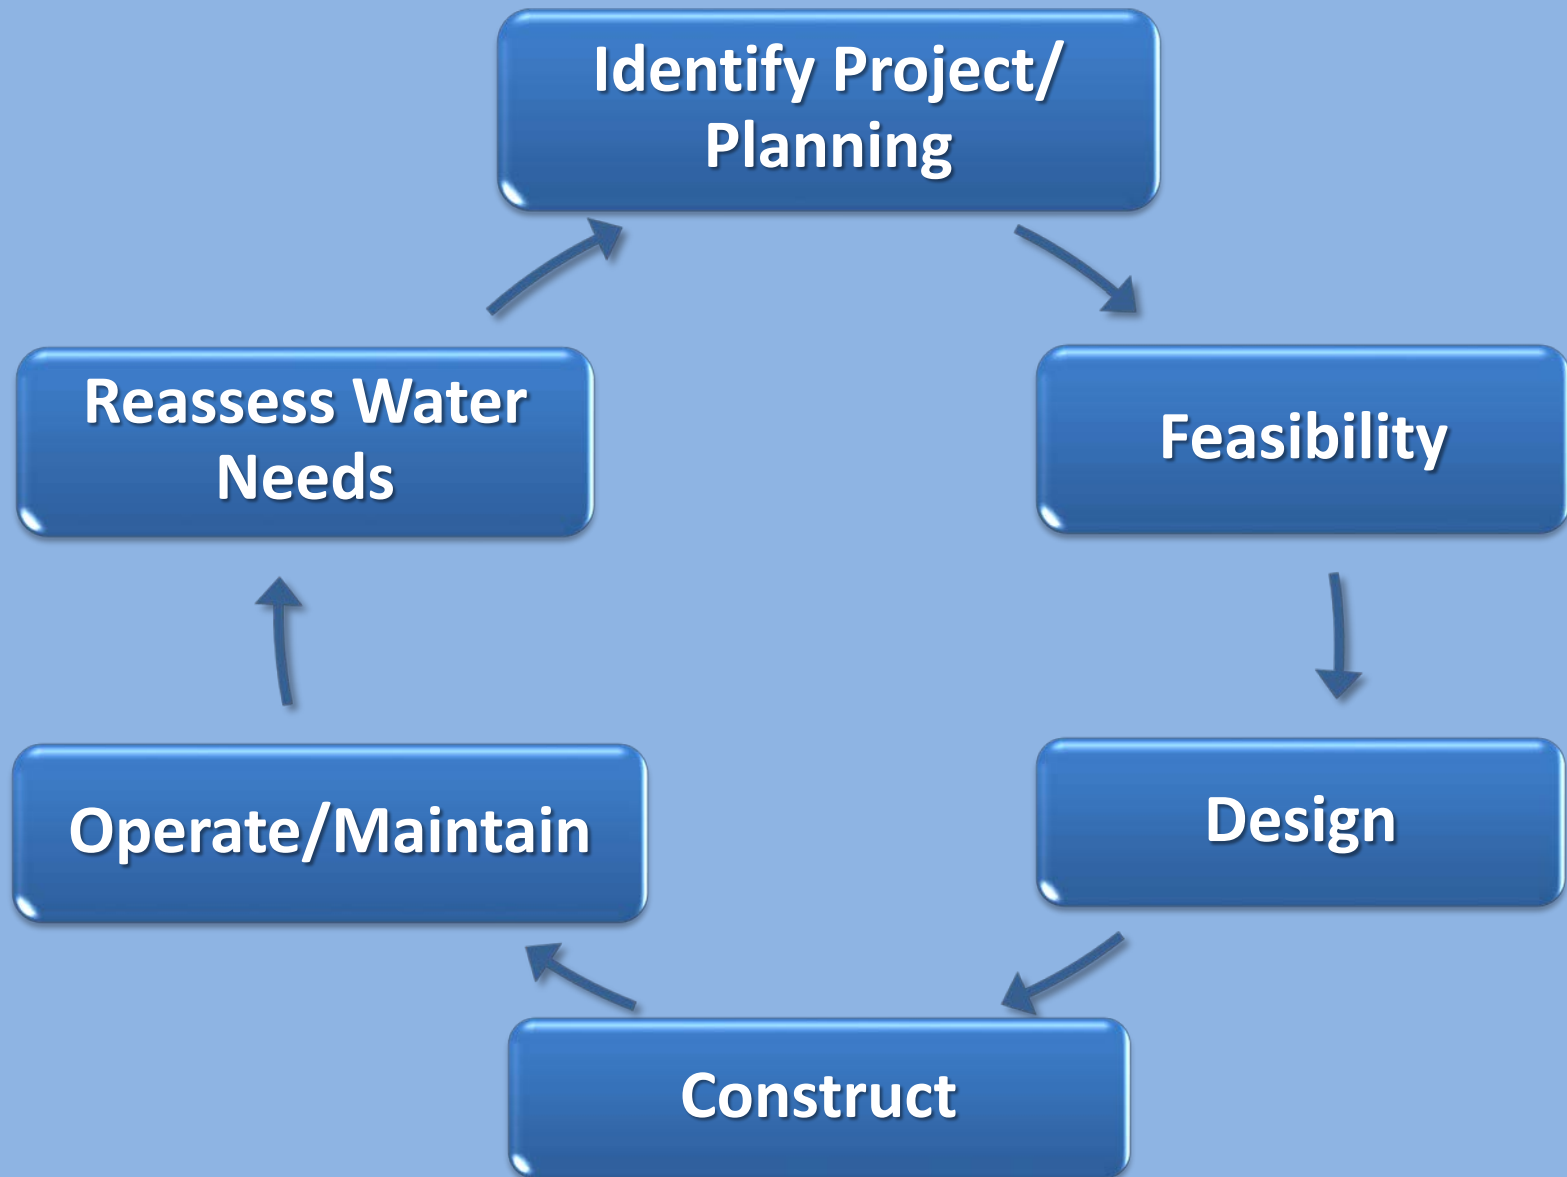 Identify Project/
Planning
Feasibility
Design
Construct
Operate/Maintain
Reassess Water
Needs